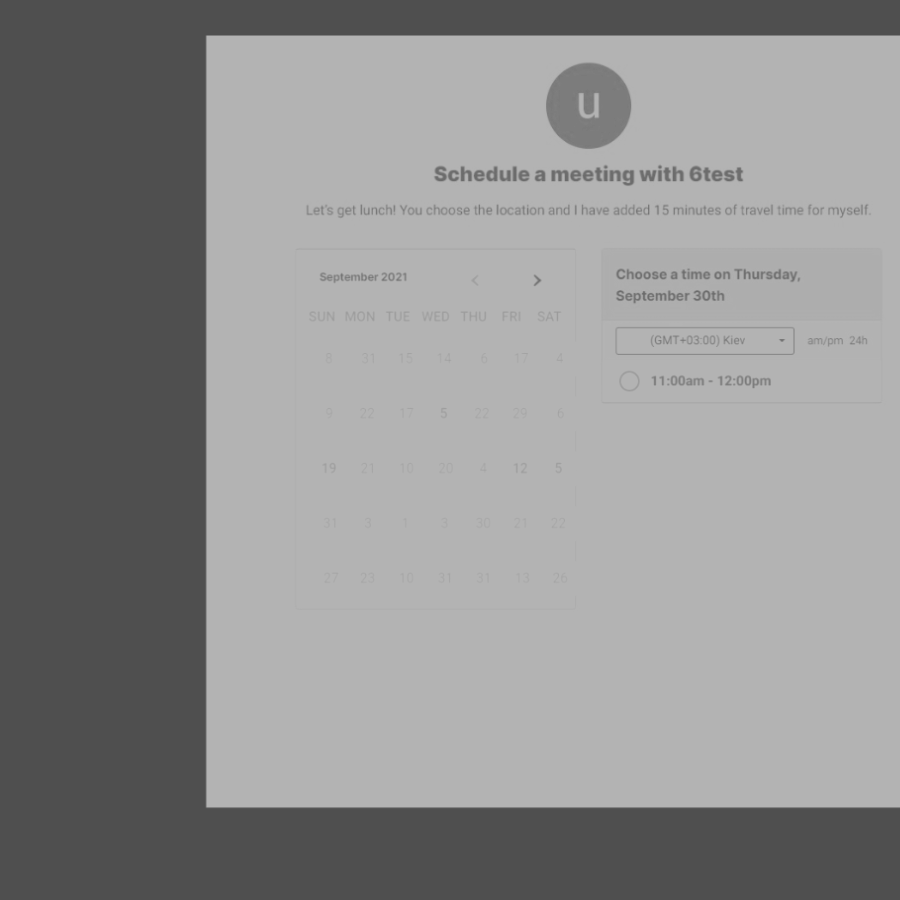 u
Schedule a meeting with 6test
Let's get lunch! You choose the location and I have added 15 minutes of travel time for myself.
September 2021
SUN MON TUE WED THU FRI SAT
8 31 15 14 6 17 4
9 22 17 5 22 29 6
19 21 10 20 4 12 5
31 3 1 8 30 21 22
27 23 10 31 31 13 26
Choose a time on Thursday,
September 30th
(GMT+03:00) Kiev am/pm 24h
11:00am - 12:00pm